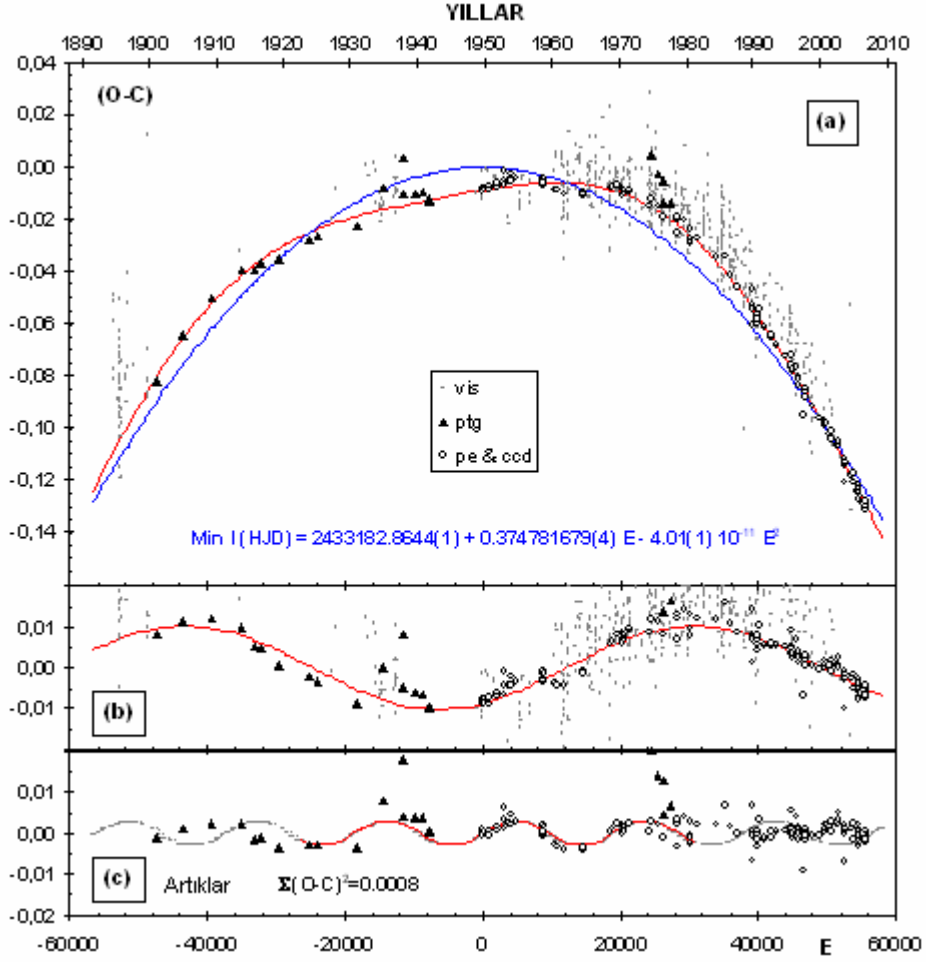 YILLAR
1890 1900 1910 1920 1930 1940 1950 1960 1970 1980 1990 2000 2010
0,04
(O-C)
(a)
0,02
0,00
-0,02
-0,04
-0,06
-0,08
-0,10
-0,12
-0,14
vis
ptg
pe & ccd
Min I (HJD) = 2433182.8644(1) + 0.374781679(4) E - 4.01(1) 10⁻¹¹ E²
0,01
0,00
-0,01
(b)
0,01
0,00
-0,01
-0,02
(c)
Artıklar Σ(O-C)²=0.0008
-60000 -40000 -20000 0 20000 40000 E 60000